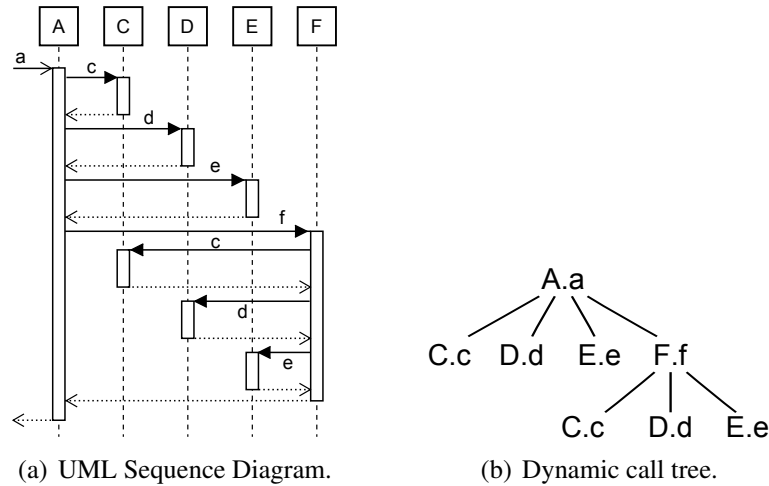 A C D E F
a
c
d
e
f
c
d
e
A.a
C.c D.d E.e F.f
C.c D.d E.e
(a) UML Sequence Diagram.
(b) Dynamic call tree.